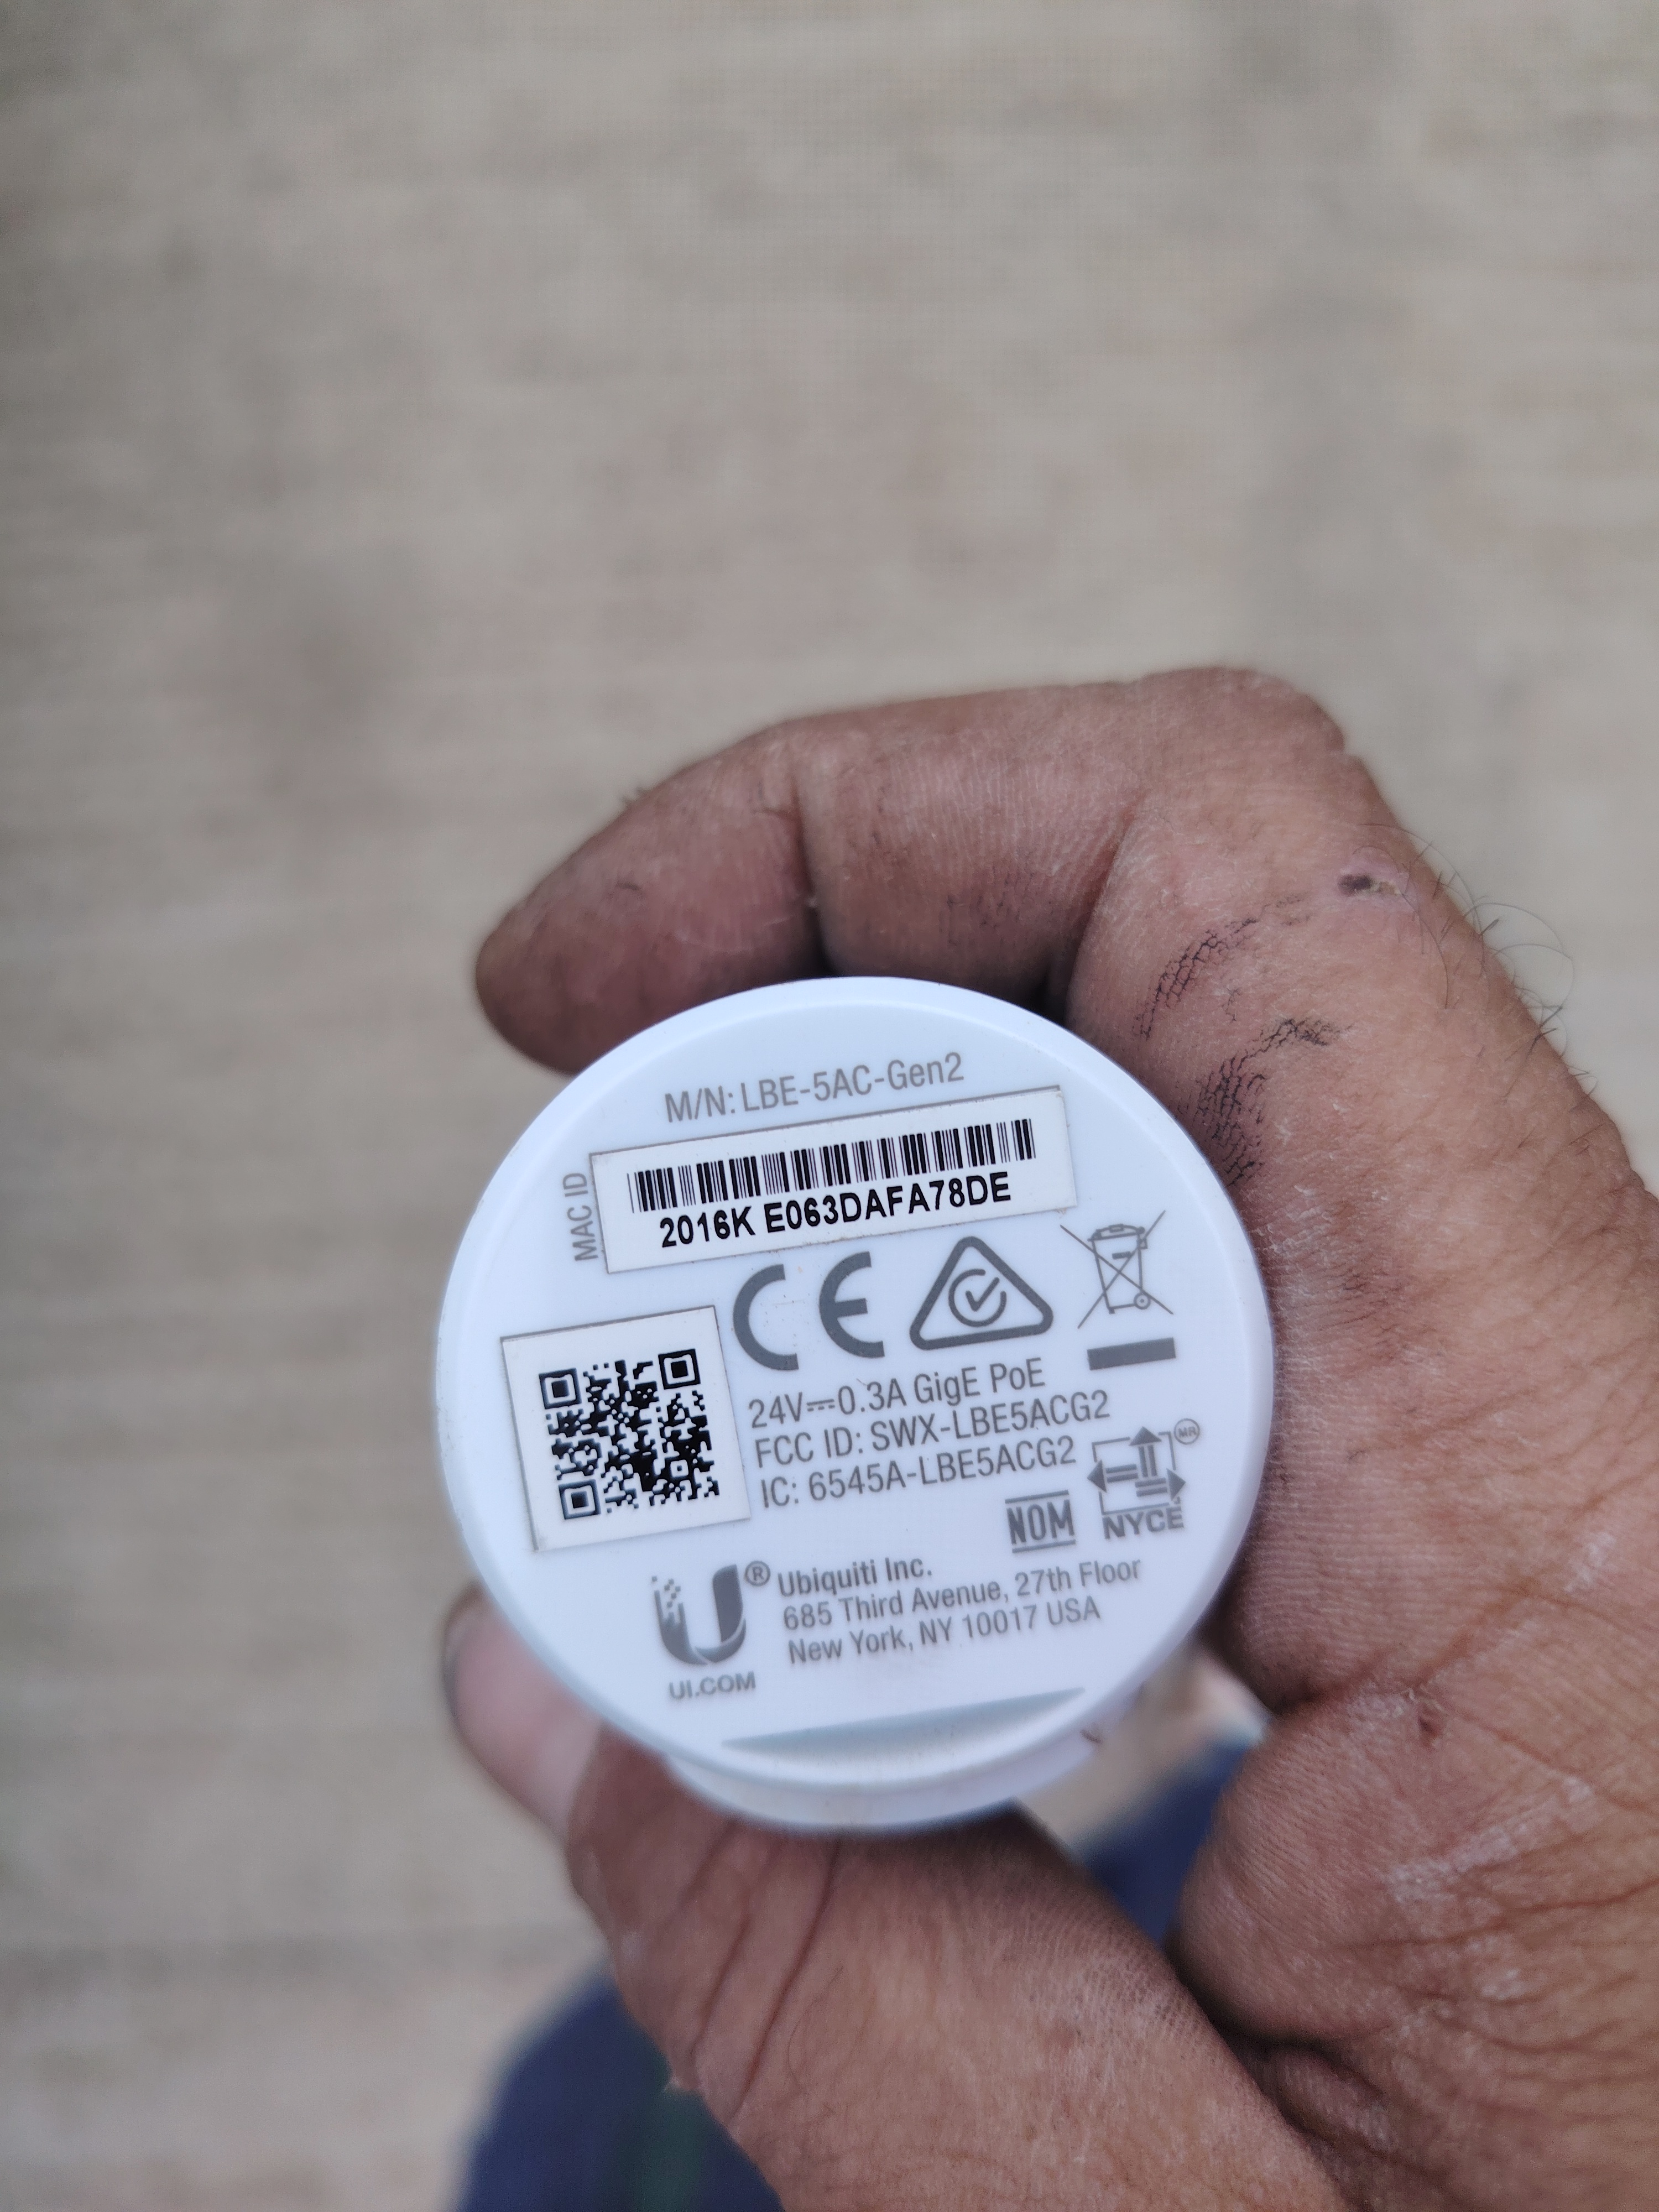 M/N: LBE-5AC-Gen2
MAC ID
2016K E063DAFA78DE
CE
24V⎓0.3A GigE PoE
FCC ID: SWX-LBE5ACG2
IC: 6545A-LBE5ACG2
MR
NOM
NYCE
U®
UI.COM
Ubiquiti Inc.
685 Third Avenue, 27th Floor
New York, NY 10017 USA